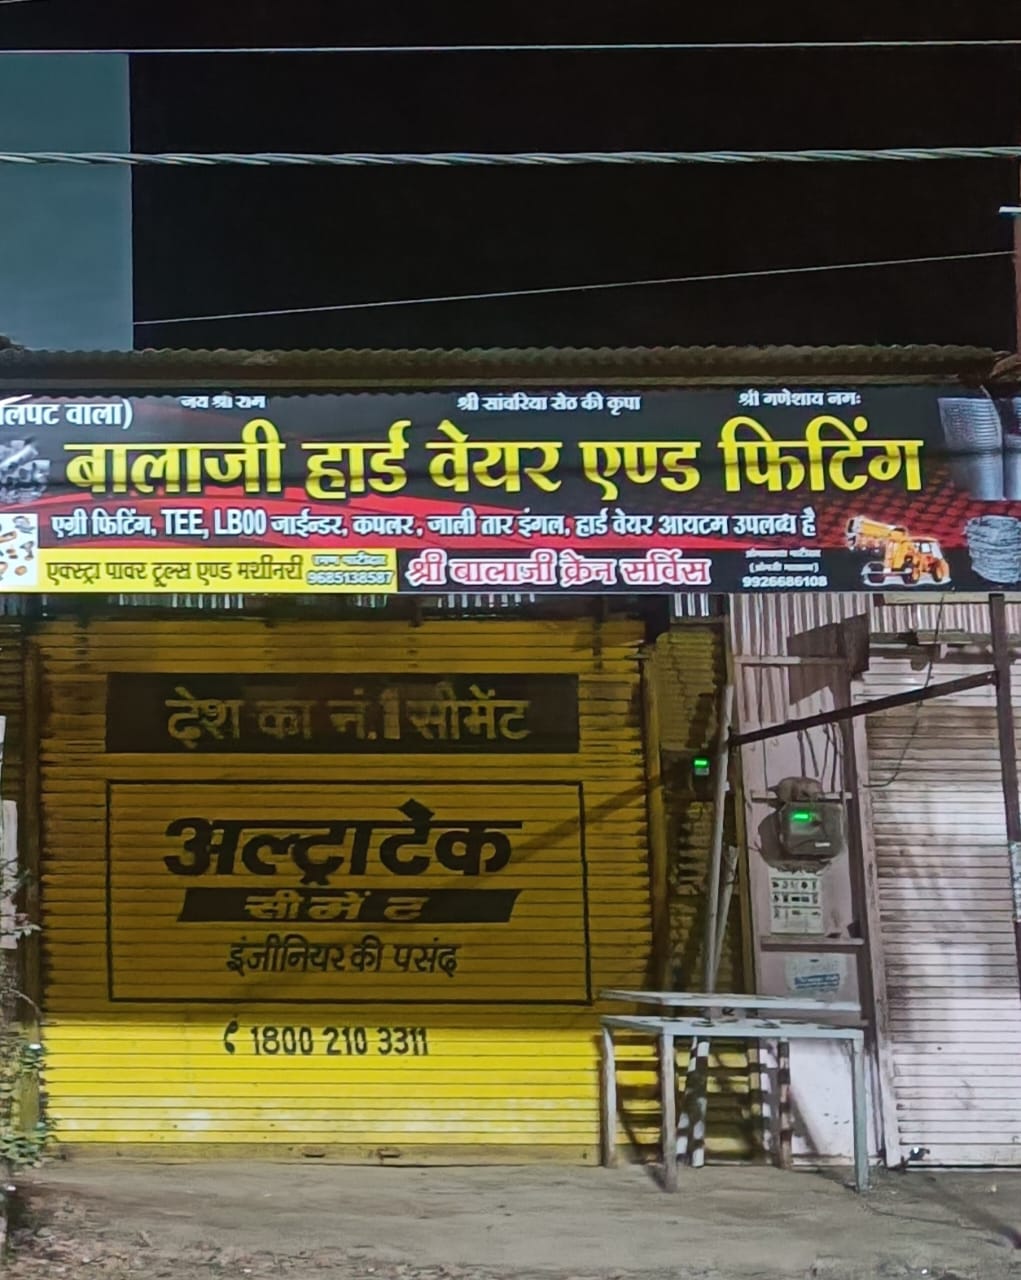 लिपट वाला)
जय श्री राम
श्री सांवरिया सेठ की कृपा
श्री गणेशाय नमः
बालाजी हार्ड वेयर एण्ड फिटिंग
एग्री फिटिंग, TEE, LB00 जाईन्डर, कपलर, जाली तार इंगल, हार्ड वेयर आयटम उपलब्ध है
एक्स्ट्रा पावर टूल्स एण्ड मशीनरी
9685138587
श्री बालाजी क्रेन सर्विस
9926686108
देश का नं.1 सीमेंट
अल्ट्राटेक
सीमेंट
इंजीनियर की पसंद
1800 210 3311